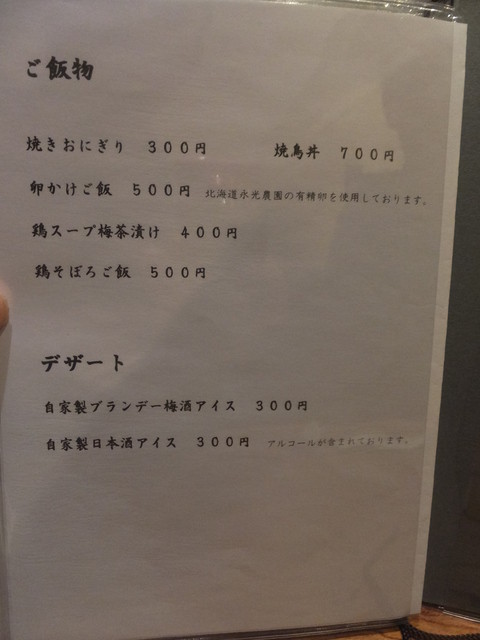 ご飯物
焼きおにぎり　３００円　焼鳥丼　７００円
卵かけご飯　５００円　北海道永光農園の有精卵を使用しております。
鶏スープ梅茶漬け　４００円
鶏そぼろご飯　５００円
デザート
自家製ブランデー梅酒アイス　３００円
自家製日本酒アイス　３００円　アルコールが含まれております。